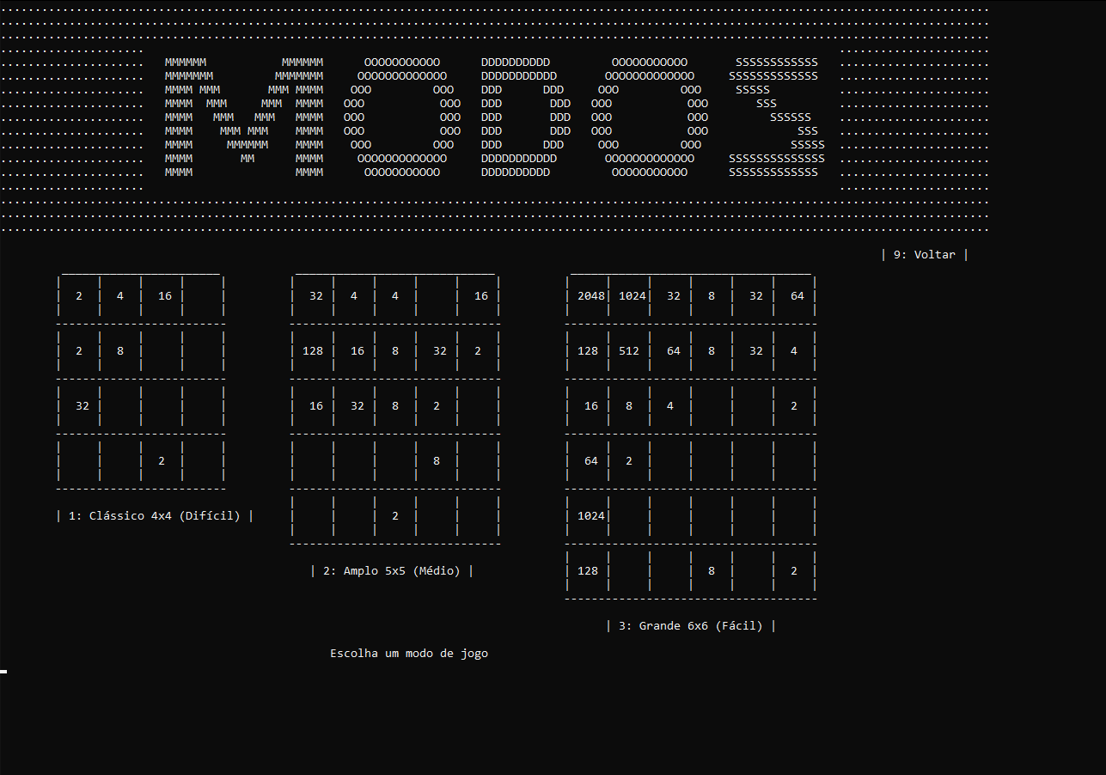 MODOS
| 9: Voltar |
2 4 16
2 8
32
2
| 1: Clássico 4x4 (Difícil) |
32 4 4 16
128 16 8 32 2
16 32 8 2
8
2
| 2: Amplo 5x5 (Médio) |
2048 1024 32 8 32 64
128 512 64 8 32 4
16 8 4 2
64 2
1024
128 8 2
| 3: Grande 6x6 (Fácil) |
Escolha um modo de jogo